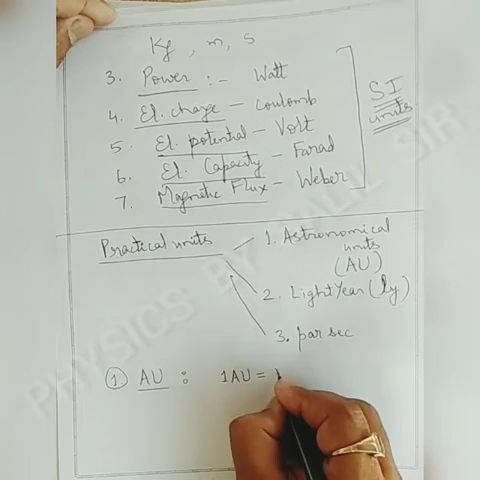 Kg, m, s
3. Power :- Watt
4. El. charge - Coulomb
5. El. potential - Volt
6. El. Capacity - Farad
7. Magnetic Flux - Weber
SI
units
Practical units
1. Astronomical
units
(AU)
2. Light Year (ly)
3. par sec
1. AU : 1AU =
PHYSICS BY
SIR